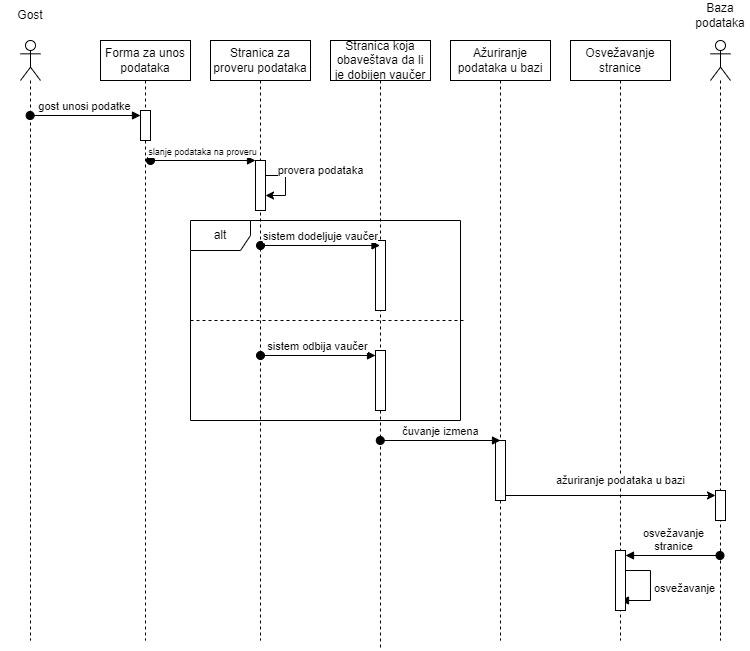 Gost
Baza
podataka
Forma za unos
podataka
Stranica za
proveru podataka
Stranica koja
obaveštava da li
je dobijen vaučer
Ažuriranje
podataka u bazi
Osvežavanje
stranice
gost unosi podatke
slanje podataka na proveru
provera podataka
alt
sistem dodeljuje vaučer
sistem odbija vaučer
čuvanje izmena
ažuriranje podataka u bazi
osvežavanje
stranice
osvežavanje